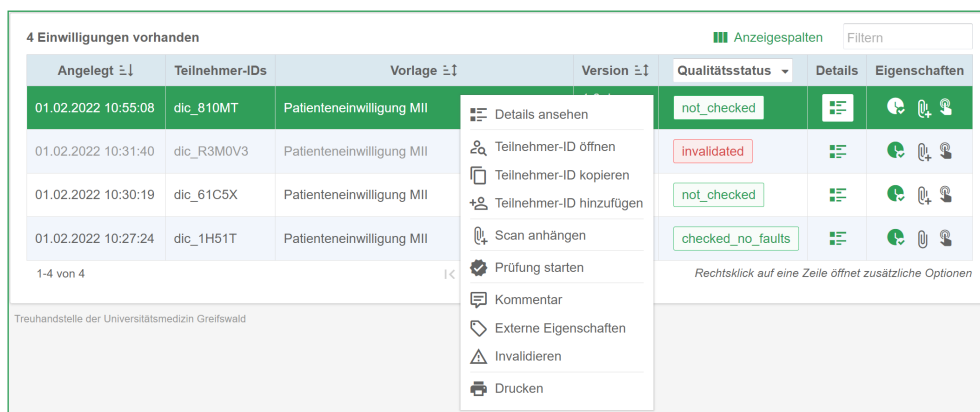 4 Einwilligungen vorhanden Anzeigespalten Filtern
Angelegt Teilnehmer-IDs Vorlage Version Qualitätsstatus Details Eigenschaften
01.02.2022 10:55:08 dic_810MT Patienteneinwilligung MII not_checked
Details ansehen
01.02.2022 10:31:40 dic_R3M0V3 Patienteneinwilligung MII invalidated
Teilnehmer-ID öffnen
Teilnehmer-ID kopieren
01.02.2022 10:30:19 dic_61C5X Patienteneinwilligung MII not_checked
Teilnehmer-ID hinzufügen
01.02.2022 10:27:24 dic_1H51T Patienteneinwilligung MII checked_no_faults
Scan anhängen
1-4 von 4 Rechtsklick auf eine Zeile öffnet zusätzliche Optionen
Prüfung starten
Kommentar
Treuhandstelle der Universitätsmedizin Greifswald
Externe Eigenschaften
Invalidieren
Drucken